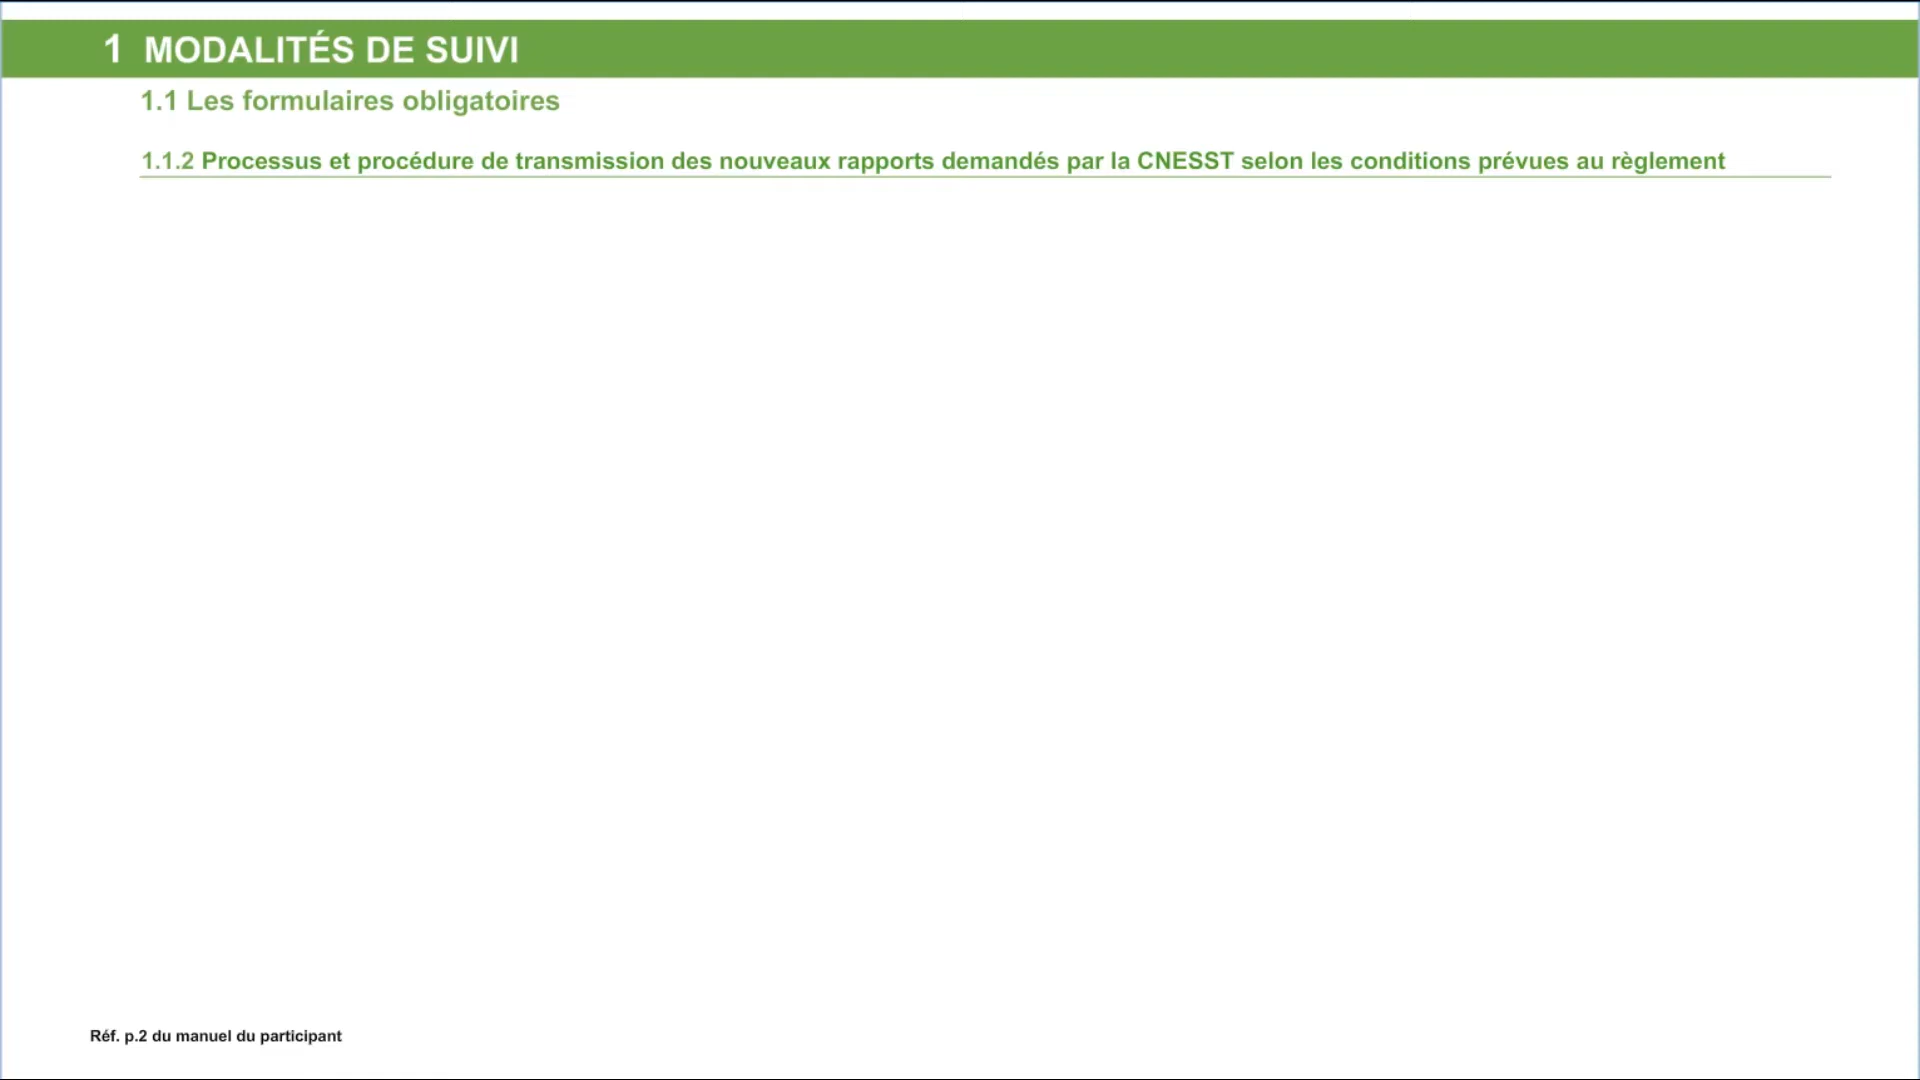 1 MODALITÉS DE SUIVI
1.1 Les formulaires obligatoires
1.1.2 Processus et procédure de transmission des nouveaux rapports demandés par la CNESST selon les conditions prévues au règlement
Réf. p.2 du manuel du participant